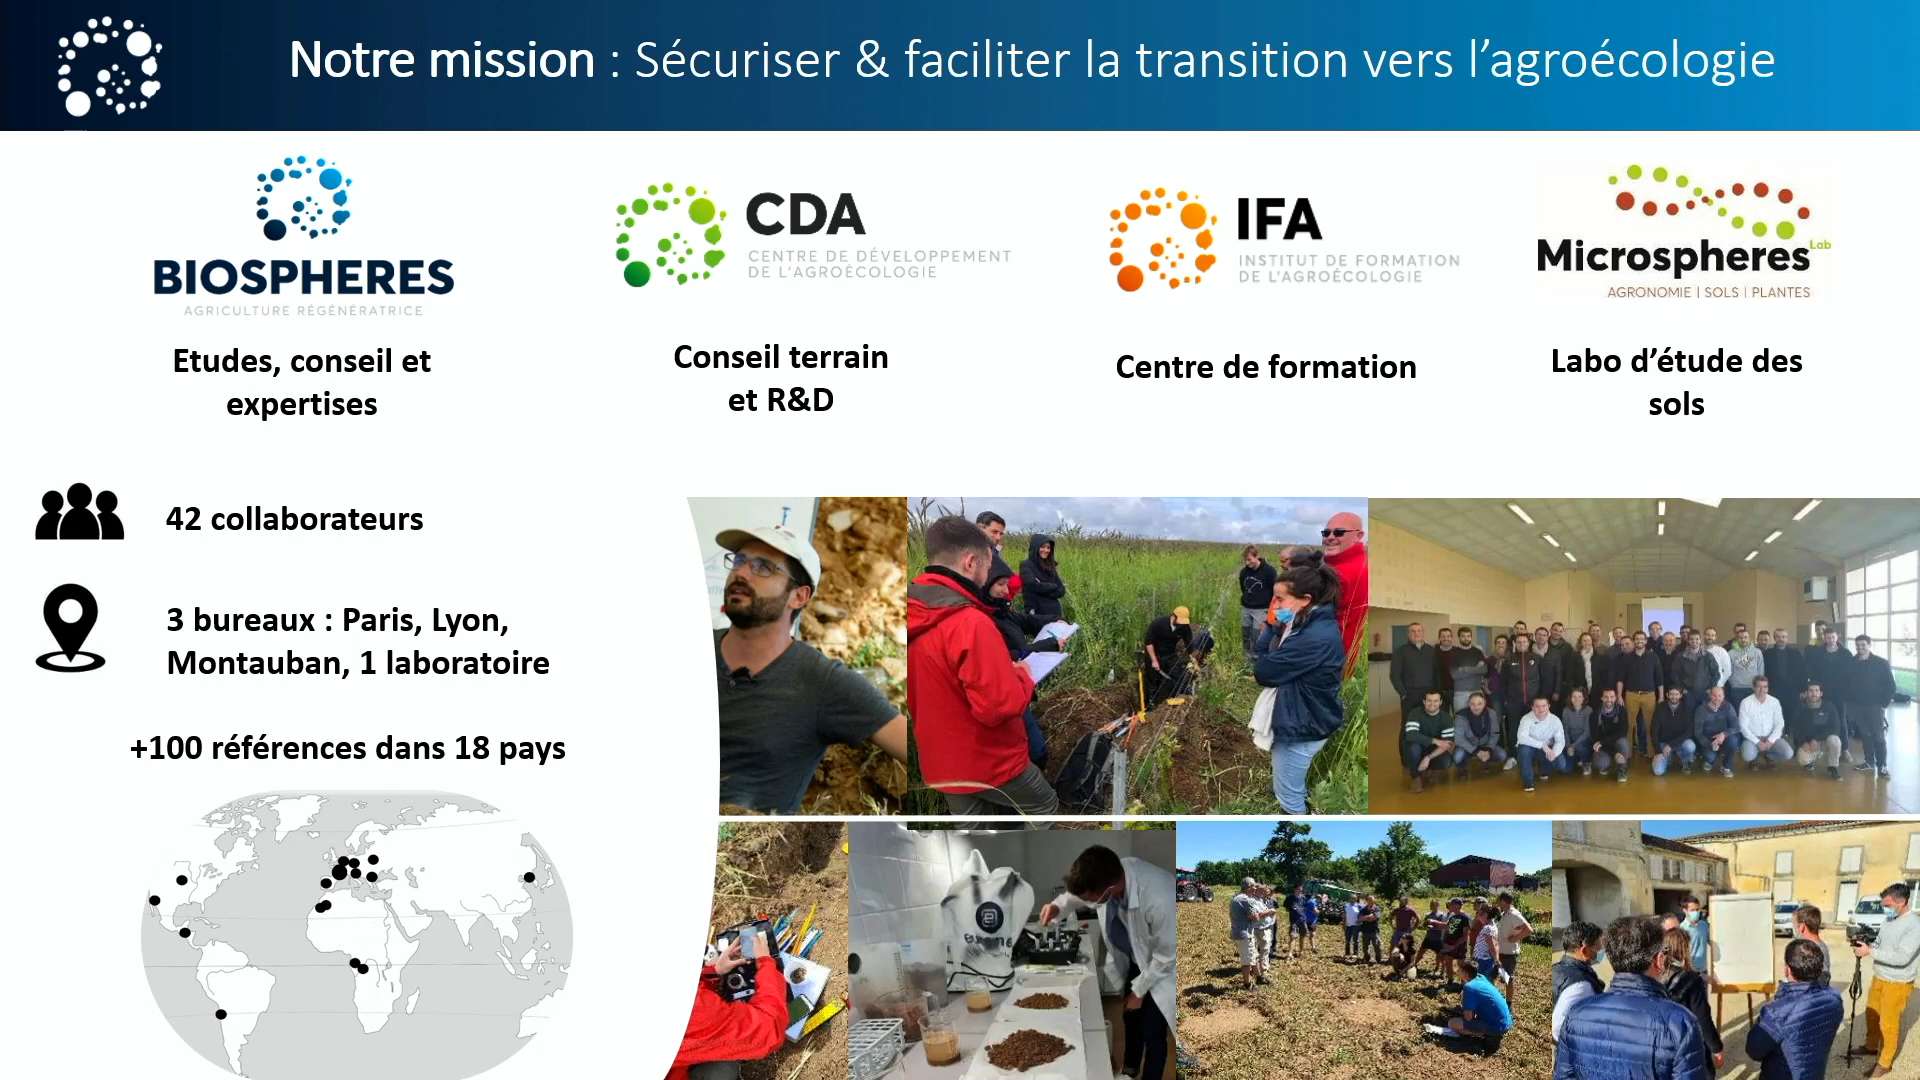 Notre mission : Sécuriser & faciliter la transition vers l’agroécologie
BIOSPHERES
AGRICULTURE RÉGÉNÉRATRICE
Etudes, conseil et
expertises
CDA
CENTRE DE DÉVELOPPEMENT
DE L'AGROÉCOLOGIE
Conseil terrain
et R&D
IFA
INSTITUT DE FORMATION
DE L'AGROÉCOLOGIE
Centre de formation
Microspheres Lab
AGRONOMIE | SOLS | PLANTES
Labo d’étude des
sols
42 collaborateurs
3 bureaux : Paris, Lyon,
Montauban, 1 laboratoire
+100 références dans 18 pays